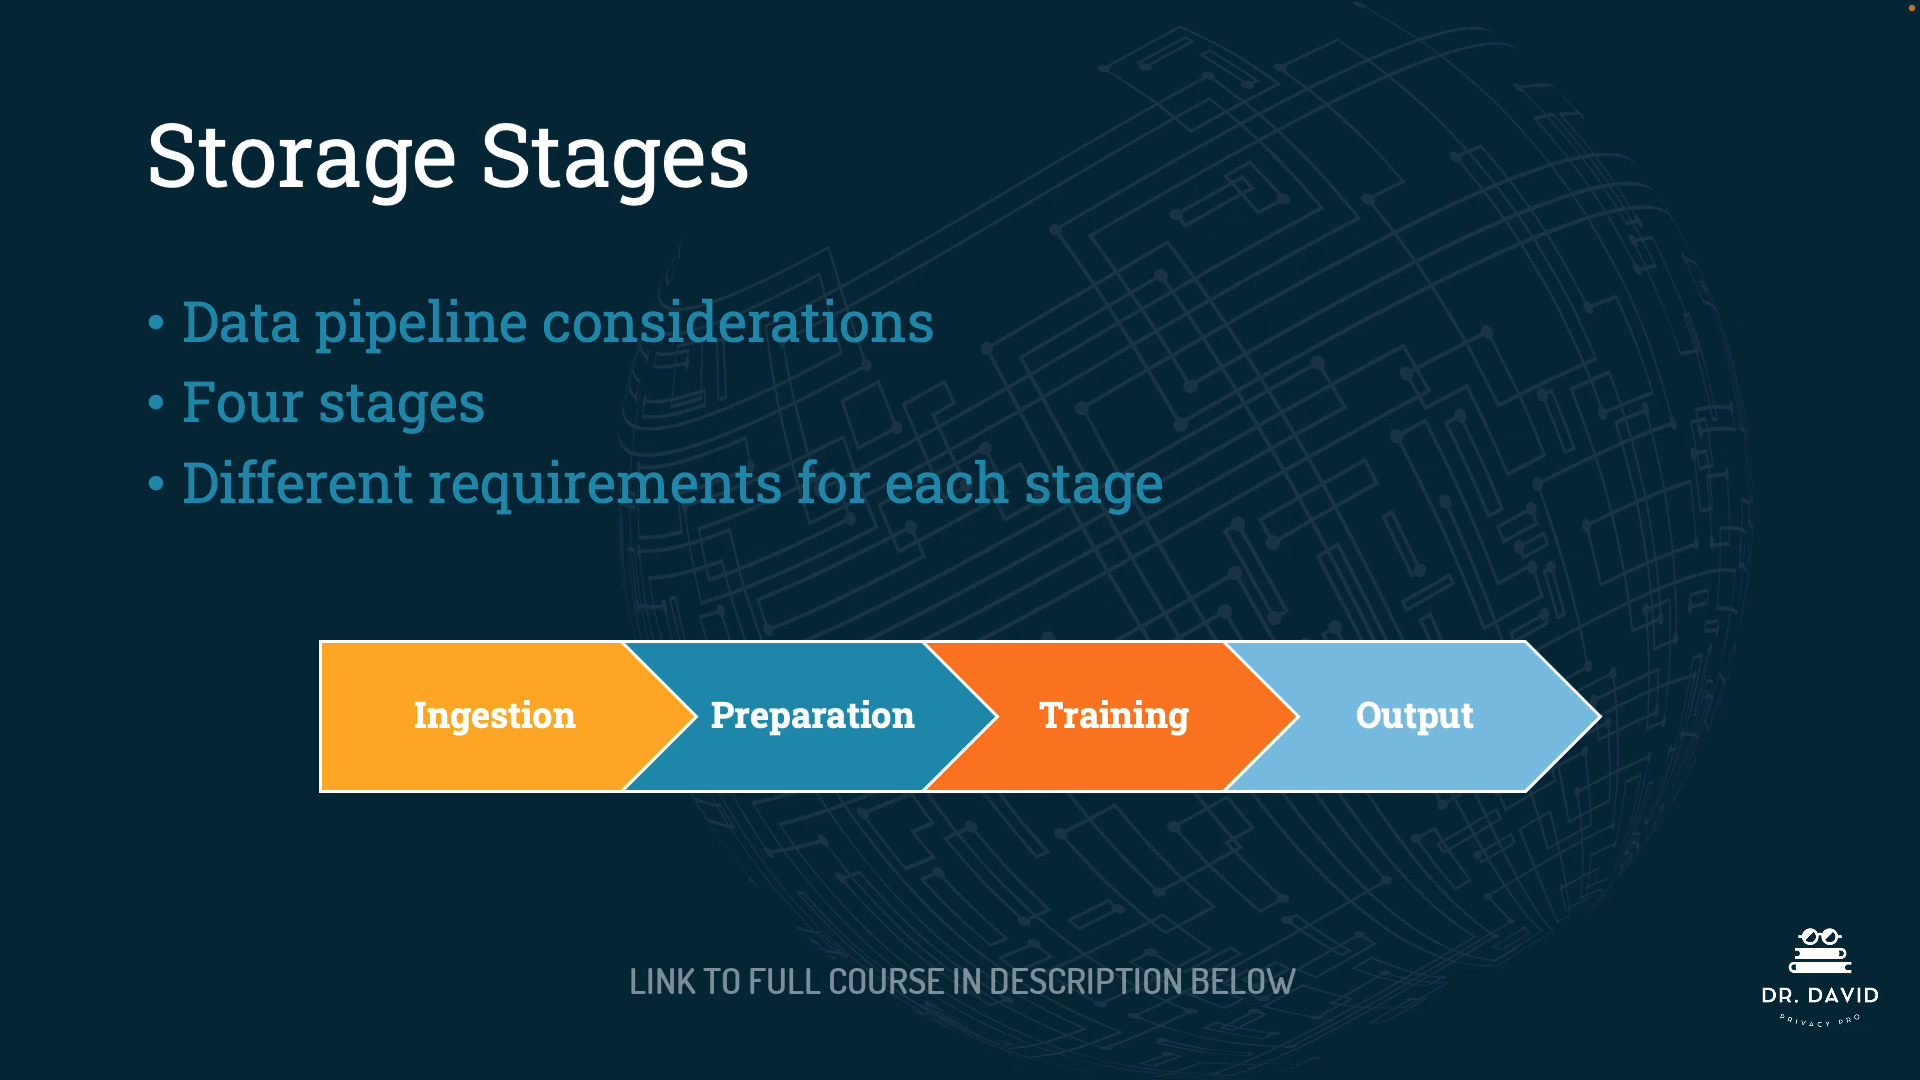 Storage Stages
• Data pipeline considerations
• Four stages
• Different requirements for each stage
Ingestion
Preparation
Training
Output
LINK TO FULL COURSE IN DESCRIPTION BELOW
DR. DAVID
PRIVACY PRO